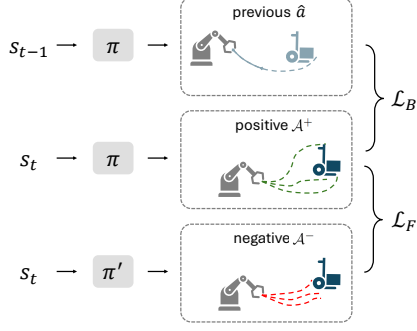 previous â
s_{t-1} π
ℒ_B
positive 𝒜⁺
s_t π
ℒ_F
negative 𝒜⁻
s_t π′